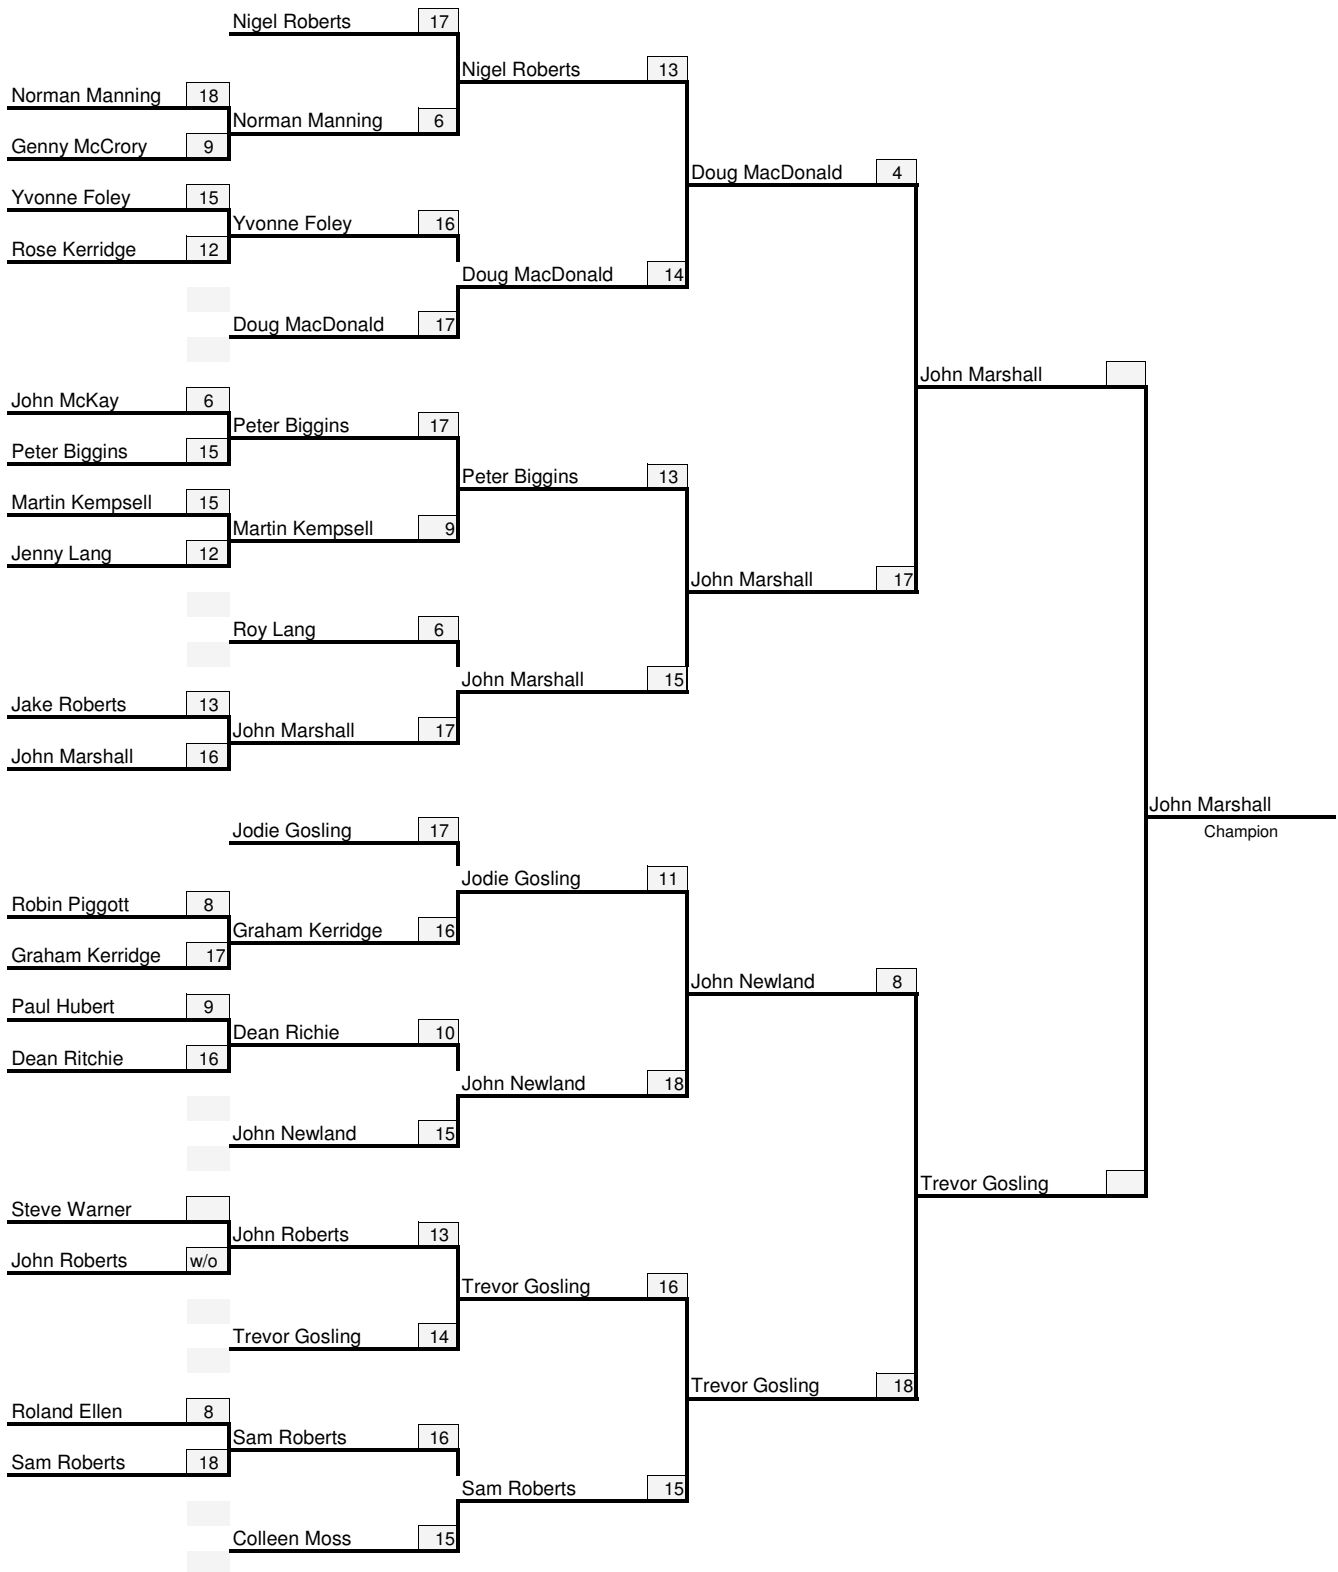 Nigel Roberts 17
Nigel Roberts 13
Norman Manning 18
Norman Manning 6
Genny McCrory 9
Doug MacDonald 4
Yvonne Foley 15
Yvonne Foley 16
Rose Kerridge 12
Doug MacDonald 14
Doug MacDonald 17
John Marshall
John McKay 6
Peter Biggins 17
Peter Biggins 15
Peter Biggins 13
Martin Kempsell 15
Martin Kempsell 9
Jenny Lang 12
John Marshall 17
Roy Lang 6
John Marshall 15
Jake Roberts 13
John Marshall 17
John Marshall 16
John Marshall
Champion
Jodie Gosling 17
Jodie Gosling 11
Robin Piggott 8
Graham Kerridge 16
Graham Kerridge 17
John Newland 8
Paul Hubert 9
Dean Richie 10
Dean Ritchie 16
John Newland 18
John Newland 15
Trevor Gosling
Steve Warner
John Roberts 13
John Roberts w/o
Trevor Gosling 16
Trevor Gosling 14
Trevor Gosling 18
Roland Ellen 8
Sam Roberts 16
Sam Roberts 18
Sam Roberts 15
Colleen Moss 15